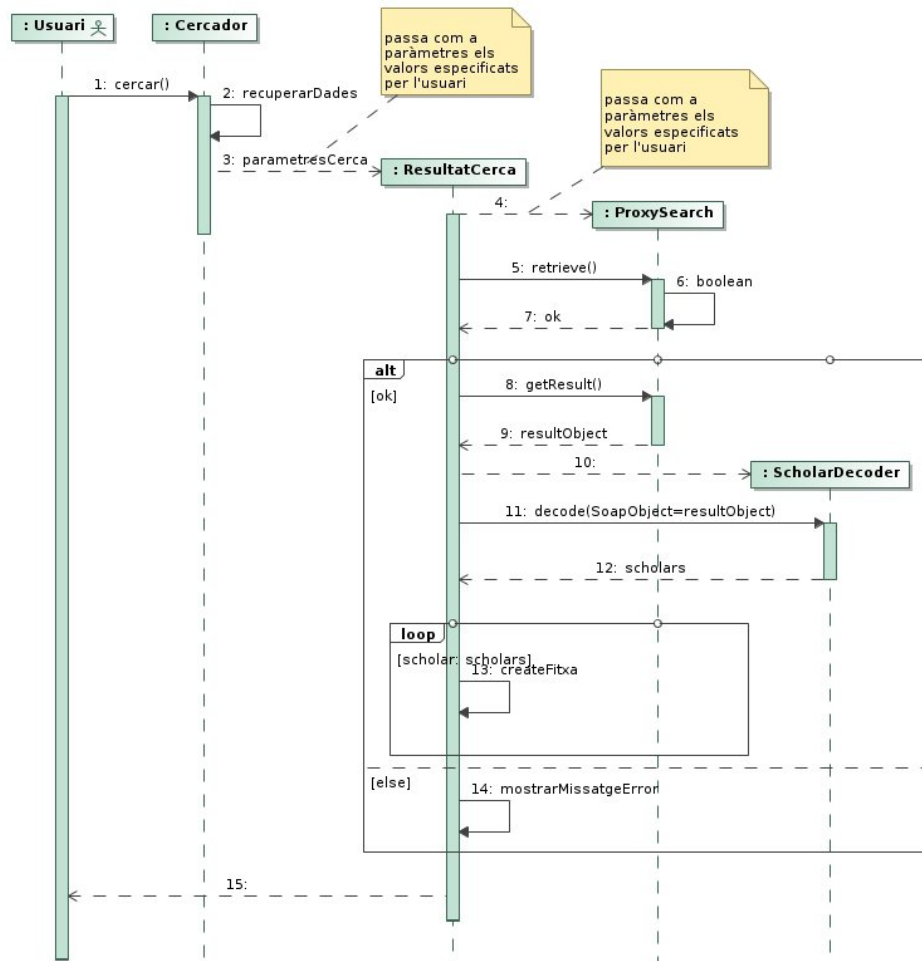 : Usuari
: Cercador
passa com a
paràmetres els
valors especificats
per l'usuari
passa com a
paràmetres els
valors especificats
per l'usuari
1: cercar()
2: recuperarDades
3: parametresCerca
: ResultatCerca
4:
: ProxySearch
5: retrieve()
6: boolean
7: ok
alt
[ok]
8: getResult()
9: resultObject
10:
: ScholarDecoder
11: decode(SoapObject=resultObject)
12: scholars
loop
[scholar: scholars]
13: createFitxa
[else]
14: mostrarMissatgeError
15: